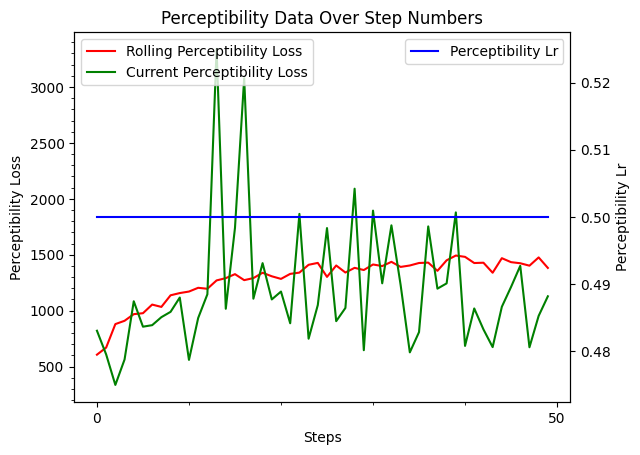 Perceptibility Data Over Step Numbers
Rolling Perceptibility Loss
Current Perceptibility Loss
Perceptibility Lr
3000
2500
2000
1500
1000
500
Perceptibility Loss
0.52
0.51
0.50
0.49
0.48
Perceptibility Lr
0
50
Steps